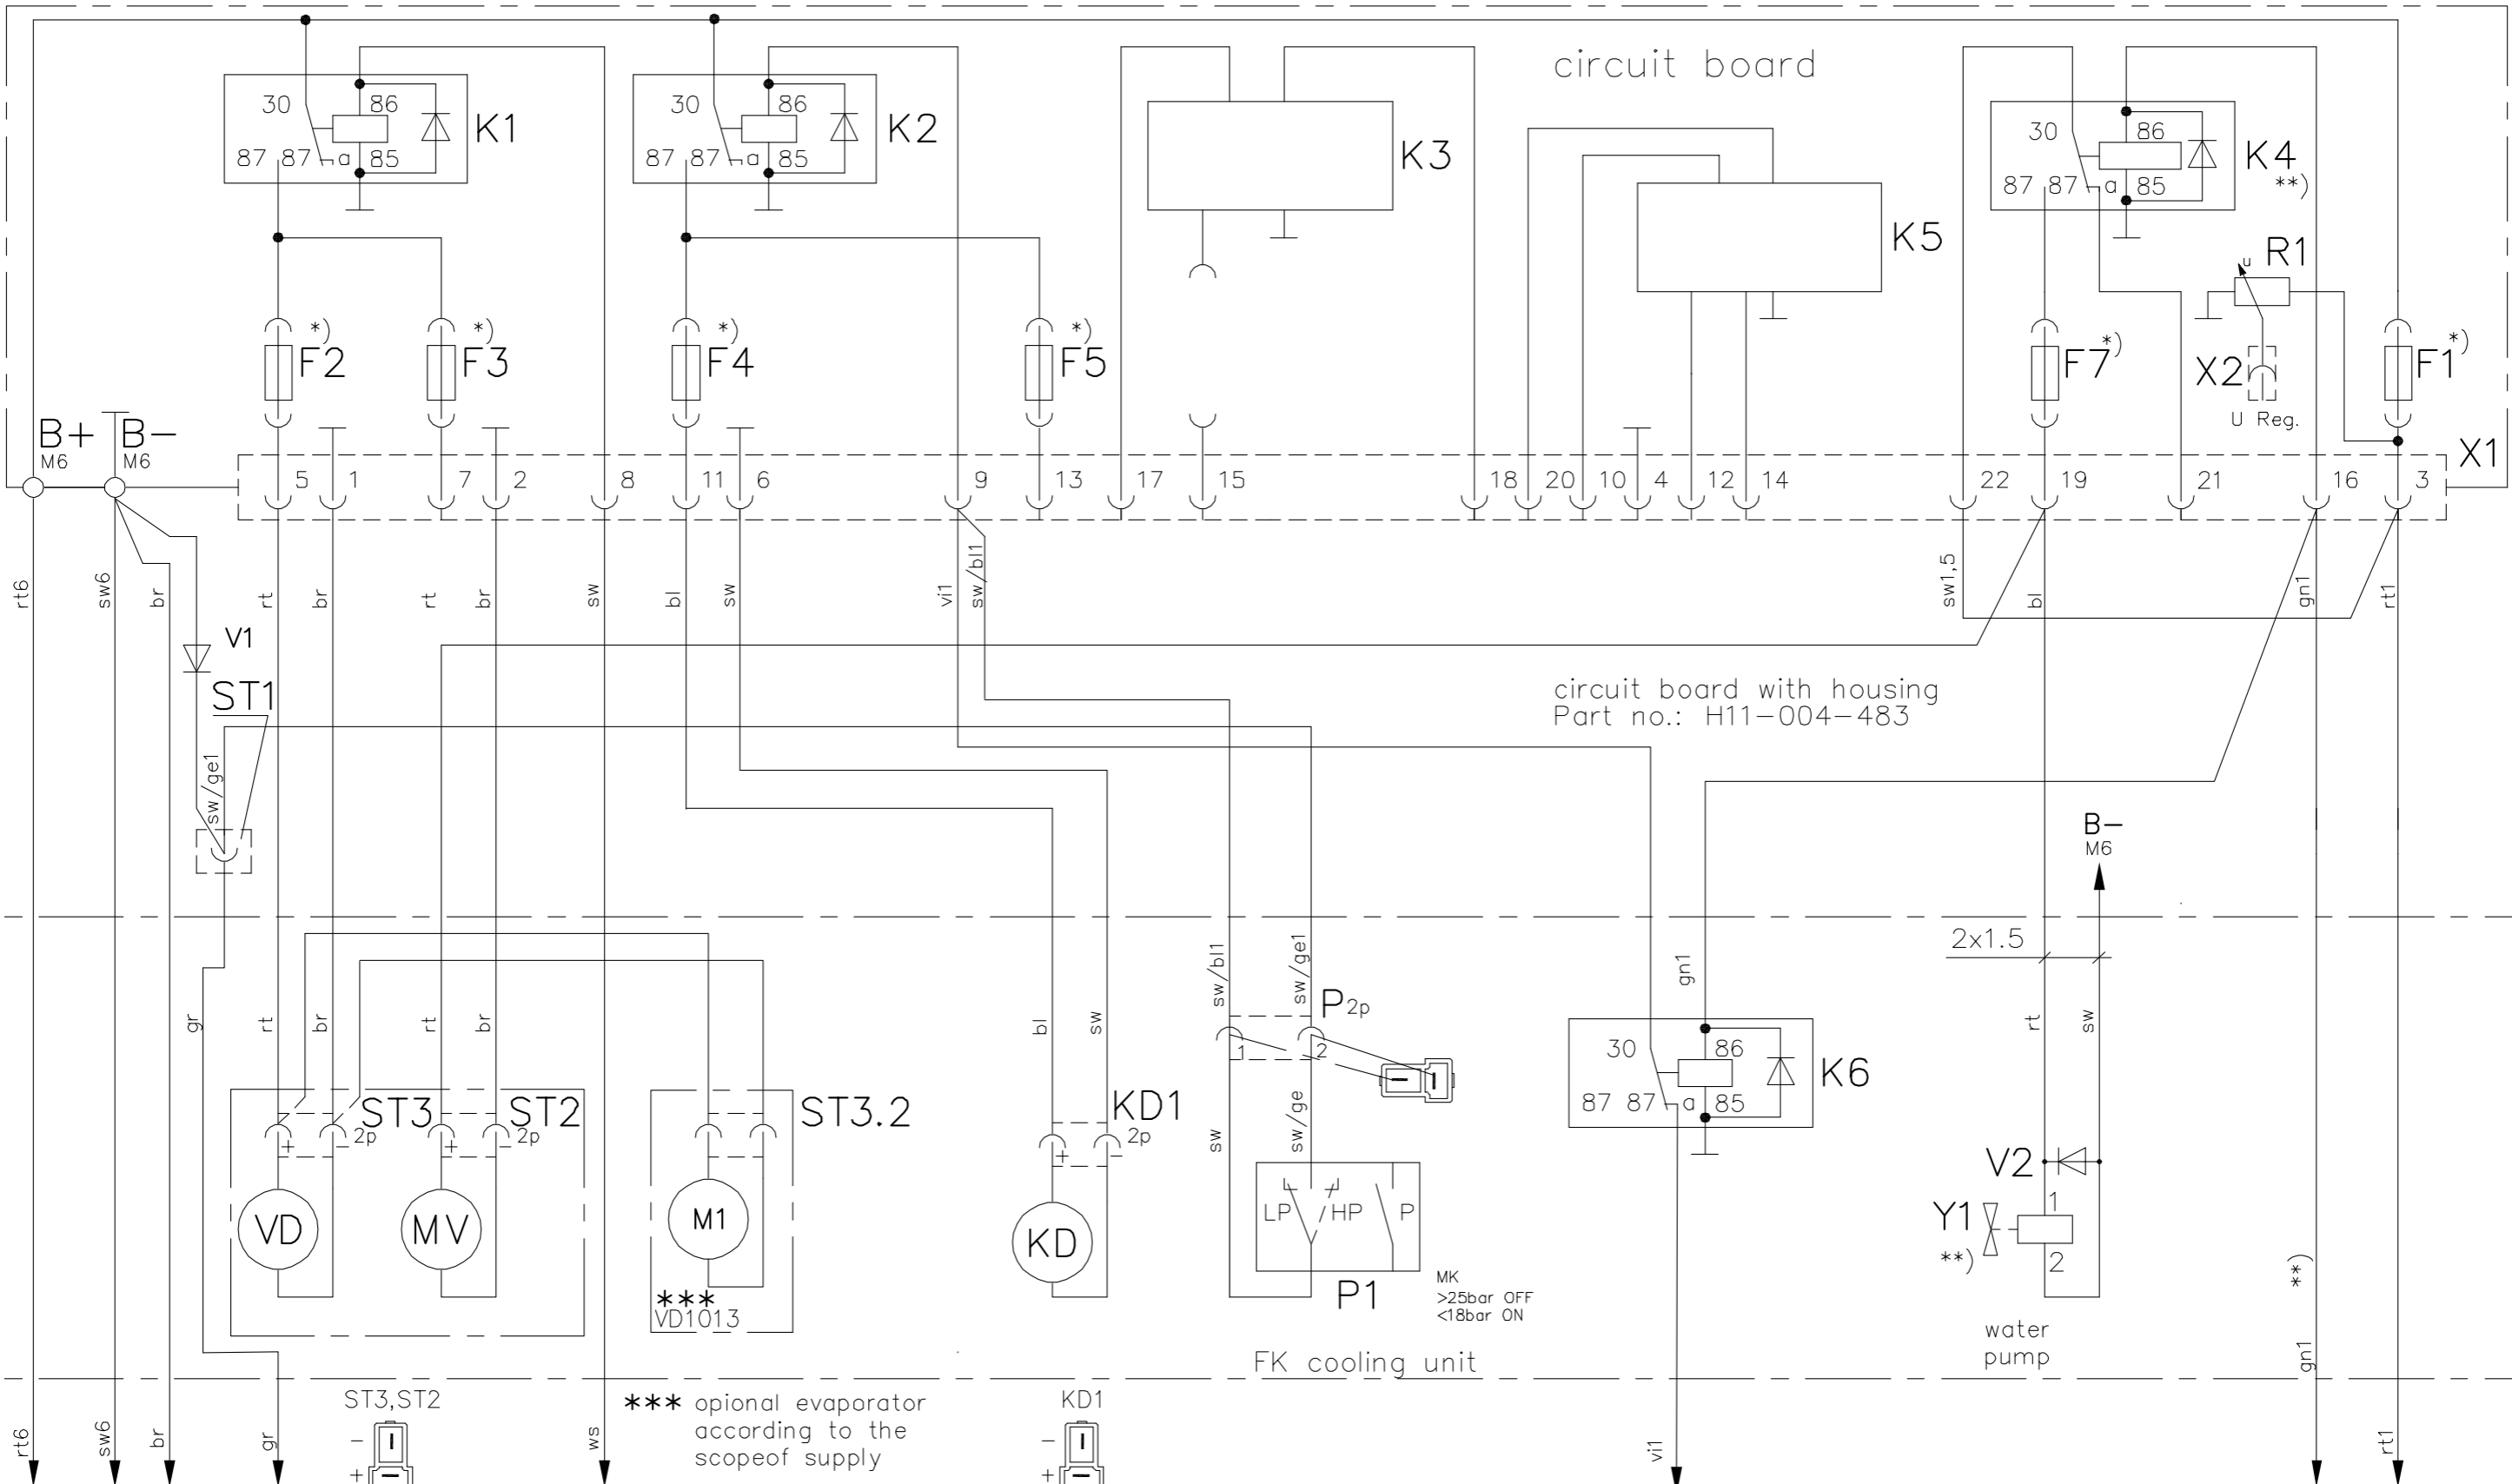 circuit board
30 86
87 87 a 85
K1
30 86
87 87 a 85
K2
K3
K5
30 86
87 87 a 85
K4
**)
u R1
*)
F2
*)
F3
*)
F4
*)
F5
F7 *)
X2
U Reg.
F1 *)
B+
M6
B-
M6
X1
5 1 7 2 8 11 6 9 13 17 15 18 20 10 4 12 14 22 19 21 16 3
rt6 sw6 br rt br rt br sw bl sw vi1 sw/bl1 sw1,5 bl gn1 rt1
V1
ST1
sw/ge1
circuit board with housing
Part no.: H11-004-483
B-
M6
2x1.5
gr rt br rt br bl sw sw/bl1 sw/ge1 gn1 rt sw
P 2p
1 2
30 86
87 87 a 85
K6
ST3
2p
+ -
ST2
2p
+ -
ST3.2
KD1
2p
+ -
sw sw/ge
VD
MV
M1
KD
LP HP P
P1
MK
>25bar OFF
<18bar ON
V2
Y1
**)
1
2
**)
***
VD1013
water
pump
FK cooling unit
ST3,ST2
-
+
*** opional evaporator
according to the
scopeof supply
KD1
-
+
rt6 sw6 br gr ws vi1 gn1 rt1